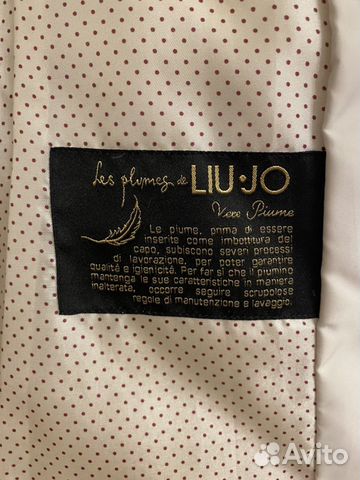 Les plumes de LIU·JO
Vere Piume
Le piume, prima di essere
inserite come imbottitura del
capo, subiscono severi processi
di lavorazione, per poter garantire
qualità e igienicità. Per far sì che il piumino
mantenga le sue caratteristiche in maniera
inalterata, occorre seguire scrupolose
regole di manutenzione e lavaggio.
Avito